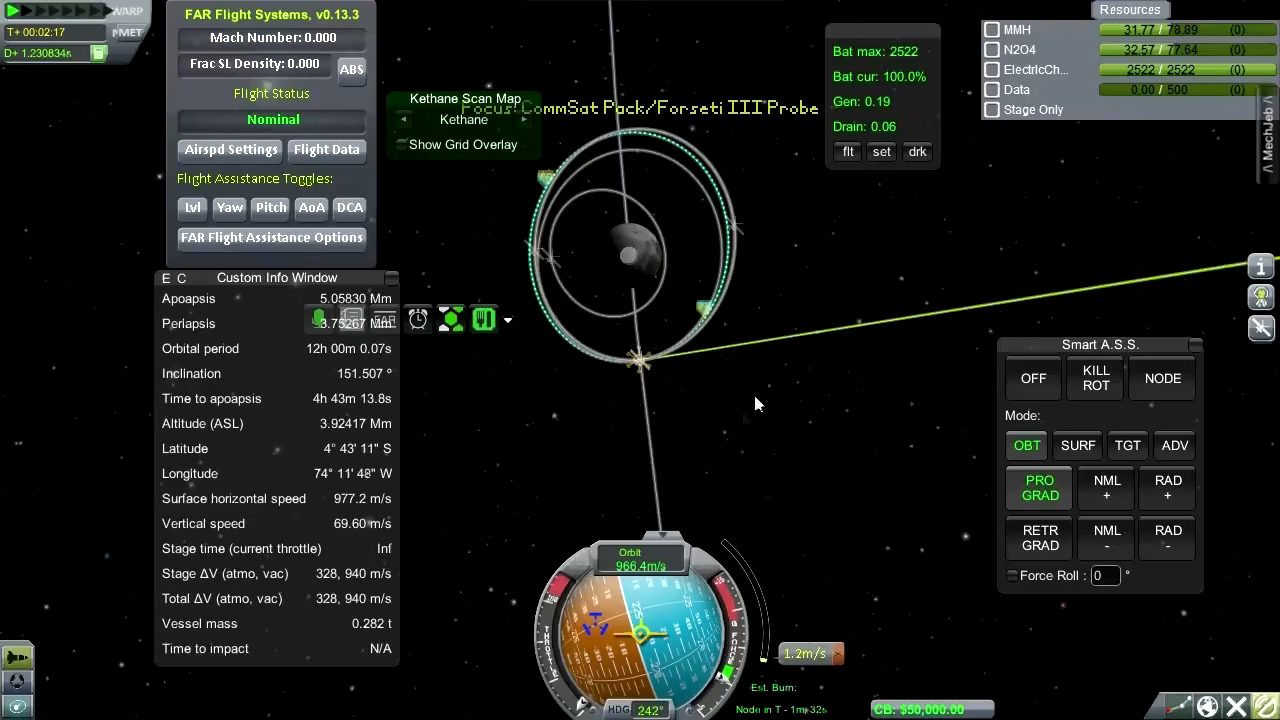 WARP
T+ 00:02:17
MET
D+ 1.230834s
FAR Flight Systems, v0.13.3
Mach Number: 0.000
Frac SL Density: 0.000
ABS
Flight Status
Nominal
Airspd Settings
Flight Data
Flight Assistance Toggles:
Lvl
Yaw
Pitch
AoA
DCA
FAR Flight Assistance Options
Kethane Scan Map
Kethane
Show Grid Overlay
Focus: CommSat Pack/Forseti III Probe
Bat max: 2522
Bat cur: 100.0%
Gen: 0.19
Drain: 0.06
flt
set
drk
Resources
MMH 31.77 / 78.89 (0)
N2O4 32.57 / 77.64 (0)
ElectricCh... 2522 / 2522 (0)
Data 0.00 / 500 (0)
Stage Only
/\ MechJeb /\
E C Custom Info Window
Apoapsis 5.05830 Mm
Periapsis 3.75267 Mm
Orbital period 12h 00m 0.07s
Inclination 151.507 º
Time to apoapsis 4h 43m 13.8s
Altitude (ASL) 3.92417 Mm
Latitude 4° 43' 11" S
Longitude 74° 11' 48" W
Surface horizontal speed 977.2 m/s
Vertical speed 69.60 m/s
Stage time (current throttle) Inf
Stage ΔV (atmo, vac) 328, 940 m/s
Total ΔV (atmo, vac) 328, 940 m/s
Vessel mass 0.282 t
Time to impact N/A
FAR
Smart A.S.S.
OFF
KILL ROT
NODE
Mode:
OBT
SURF
TGT
ADV
PRO GRAD
NML +
RAD +
RETR GRAD
NML -
RAD -
Force Roll : 0 °
Orbit
966.4m/s
HDG 242°
1.2m/s
Est. Burn:
Node in T - 1m 32s
CB: $50,000.00